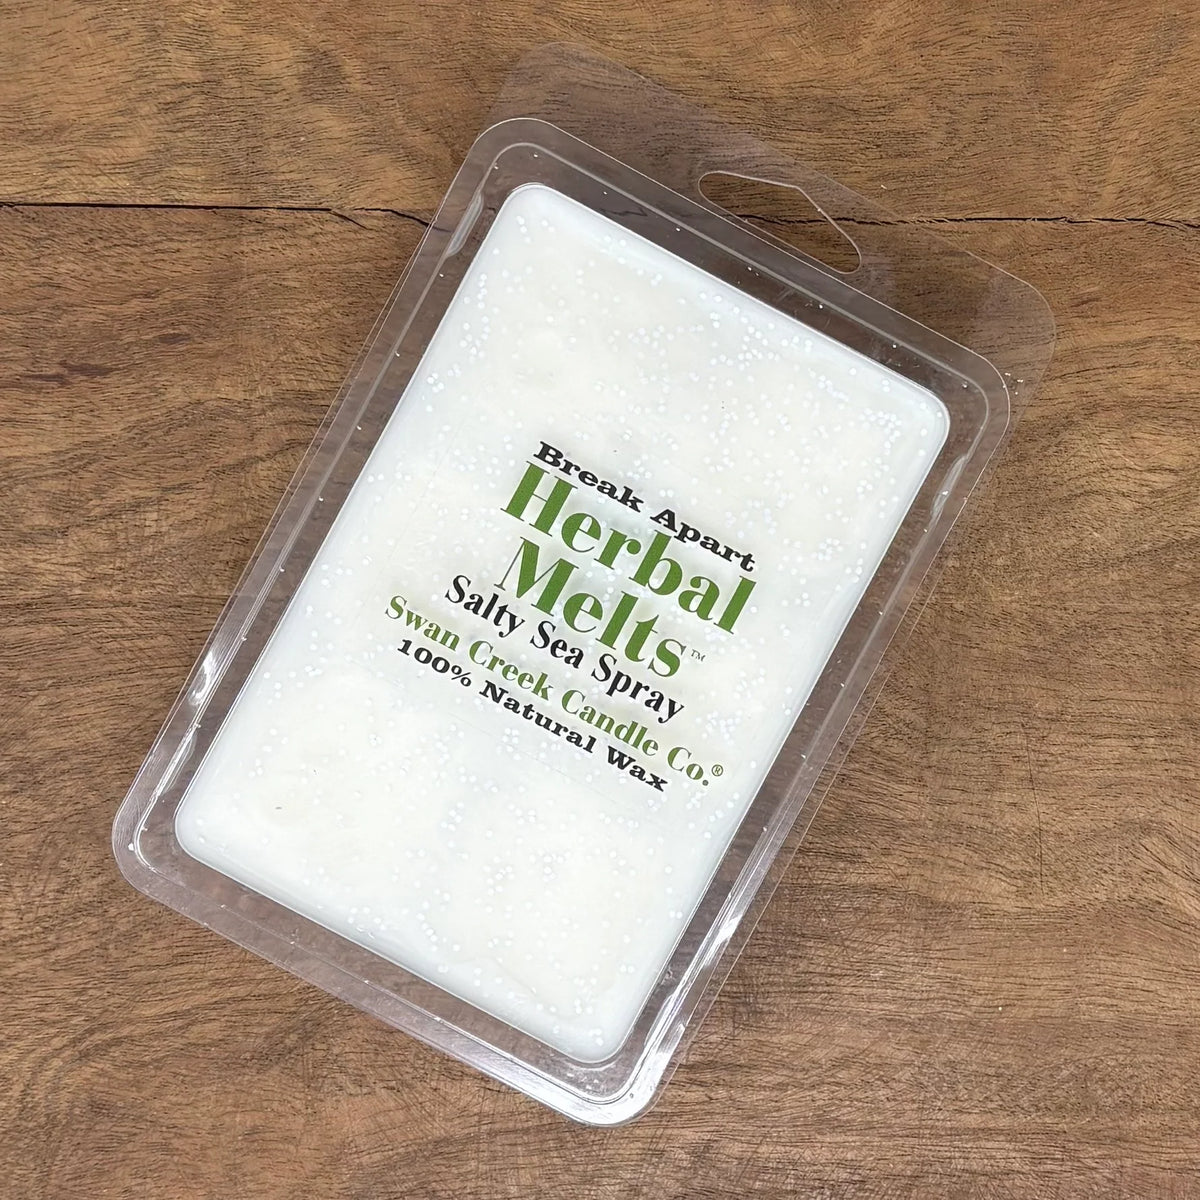 Break Apart
Herbal
Melts™
Salty Sea Spray
Swan Creek Candle Co.®
100% Natural Wax